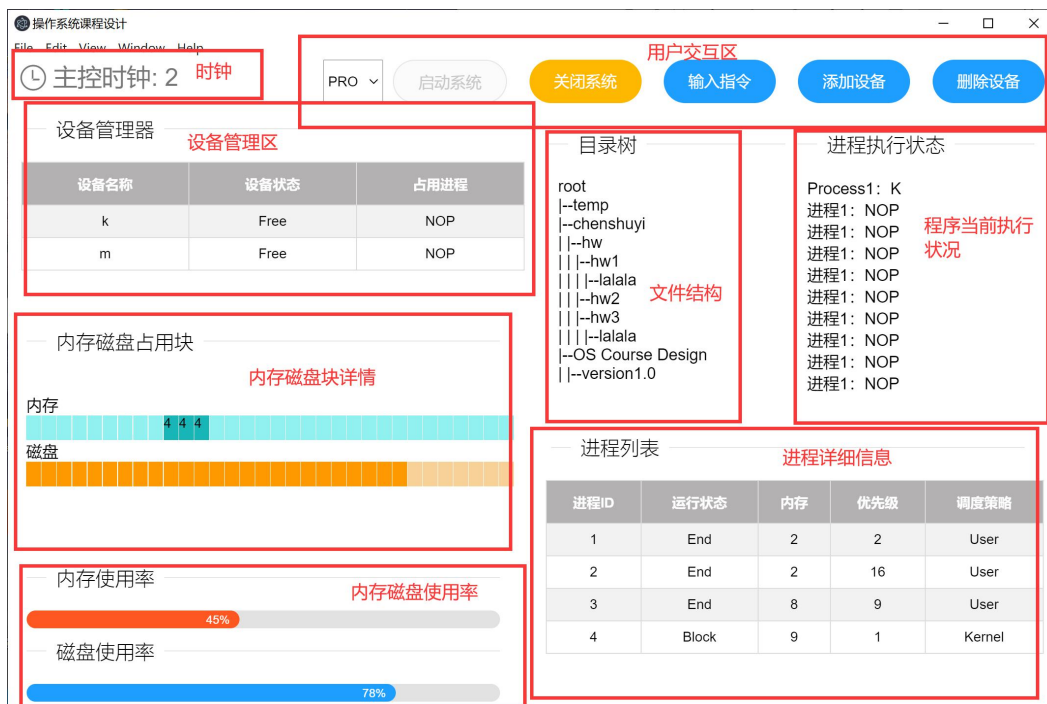 操作系统课程设计
File Edit View Window Help
主控时钟: 2
时钟
用户交互区
PRO
启动系统
关闭系统
输入指令
添加设备
删除设备
设备管理器
设备管理区
设备名称 设备状态 占用进程
k Free NOP
m Free NOP
目录树
root
|--temp
|--chenshuyi
| |--hw
| | |--hw1
| | | |--lalala
| | |--hw2
| | |--hw3
| | | |--lalala
|--OS Course Design
| |--version1.0
文件结构
进程执行状态
Process1: K
进程1: NOP
进程1: NOP
进程1: NOP
进程1: NOP
进程1: NOP
进程1: NOP
进程1: NOP
进程1: NOP
进程1: NOP
程序当前执行
状况
内存磁盘占用块
内存磁盘块详情
内存
4 4 4
磁盘
进程列表
进程详细信息
进程ID 运行状态 内存 优先级 调度策略
1 End 2 2 User
2 End 2 16 User
3 End 8 9 User
4 Block 9 1 Kernel
内存使用率
内存磁盘使用率
45%
磁盘使用率
78%